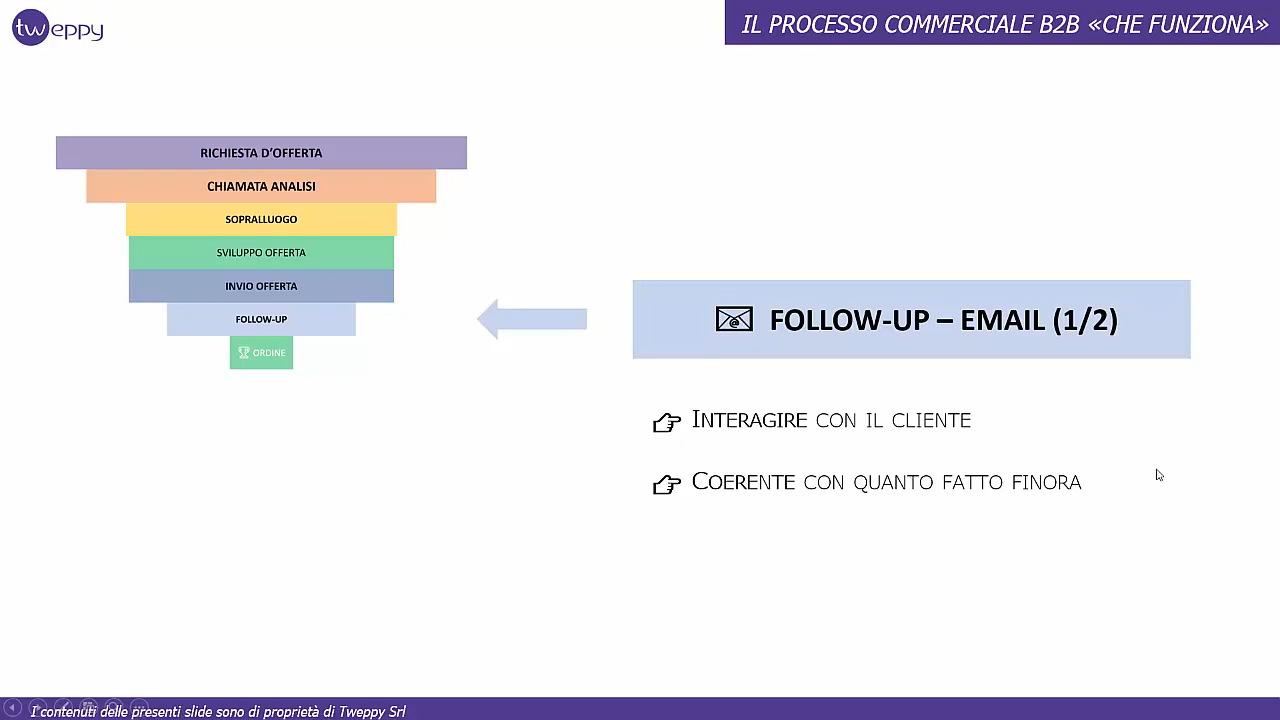 tweppy
IL PROCESSO COMMERCIALE B2B «CHE FUNZIONA»
RICHIESTA D'OFFERTA
CHIAMATA ANALISI
SOPRALLUOGO
SVILUPPO OFFERTA
INVIO OFFERTA
FOLLOW-UP
ORDINE
FOLLOW-UP – EMAIL (1/2)
INTERAGIRE CON IL CLIENTE
COERENTE CON QUANTO FATTO FINORA
I contenuti delle presenti slide sono di proprietà di Tweppy Srl